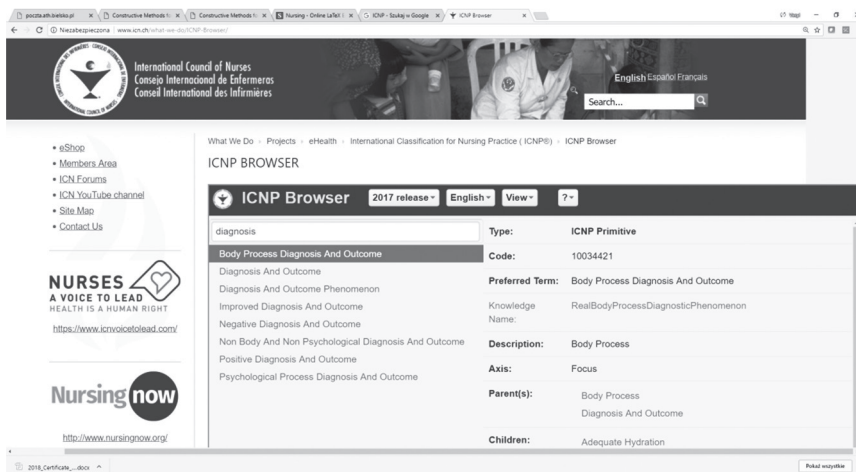 poczta.ath.bielsko.pl
Constructive Methods fo
Constructive Methods fo
Nursing - Online LaTeX E
ICNP - Szukaj w Google
ICNP Browser
Niezabezpieczona | www.icn.ch/what-we-do/ICNP-Browser/
International Council of Nurses
Consejo Internacional de Enfermeras
Conseil International des Infirmières
English Español Français
Search...
• eShop
• Members Area
• ICN Forums
• ICN YouTube channel
• Site Map
• Contact Us
NURSES
A VOICE TO LEAD
HEALTH IS A HUMAN RIGHT
https://www.icnvoicetolead.com/
Nursing now
http://www.nursingnow.org/
What We Do › Projects › eHealth › International Classification for Nursing Practice ( ICNP®) › ICNP Browser
ICNP BROWSER
ICNP Browser 2017 release English View ?
diagnosis
Body Process Diagnosis And Outcome
Diagnosis And Outcome
Diagnosis And Outcome Phenomenon
Improved Diagnosis And Outcome
Negative Diagnosis And Outcome
Non Body And Non Psychological Diagnosis And Outcome
Positive Diagnosis And Outcome
Psychological Process Diagnosis And Outcome
Type: ICNP Primitive
Code: 10034421
Preferred Term: Body Process Diagnosis And Outcome
Knowledge RealBodyProcessDiagnosticPhenomenon
Name:
Description: Body Process
Axis: Focus
Parent(s): Body Process
Diagnosis And Outcome
Children: Adequate Hydration
2018_Certificate_....docx
Pokaż wszystkie